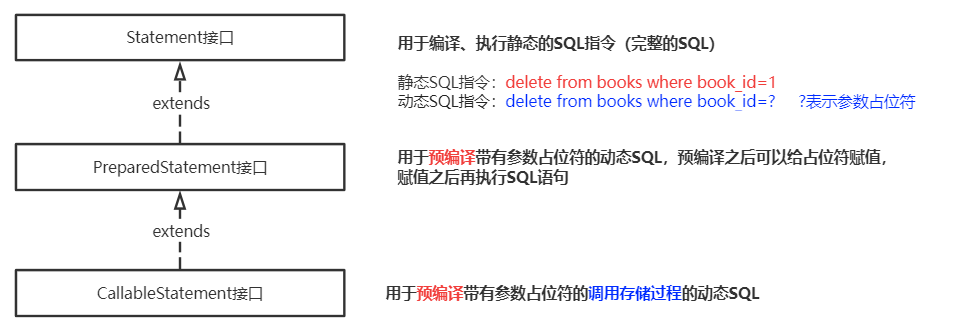 Statement接口
用于编译、执行静态的SQL指令（完整的SQL）
静态SQL指令：delete from books where book_id=1
extends
动态SQL指令：delete from books where book_id=? ?表示参数占位符
PreparedStatement接口
用于预编译带有参数占位符的动态SQL，预编译之后可以给占位符赋值，
赋值之后再执行SQL语句
extends
CallableStatement接口
用于预编译带有参数占位符的调用存储过程的动态SQL